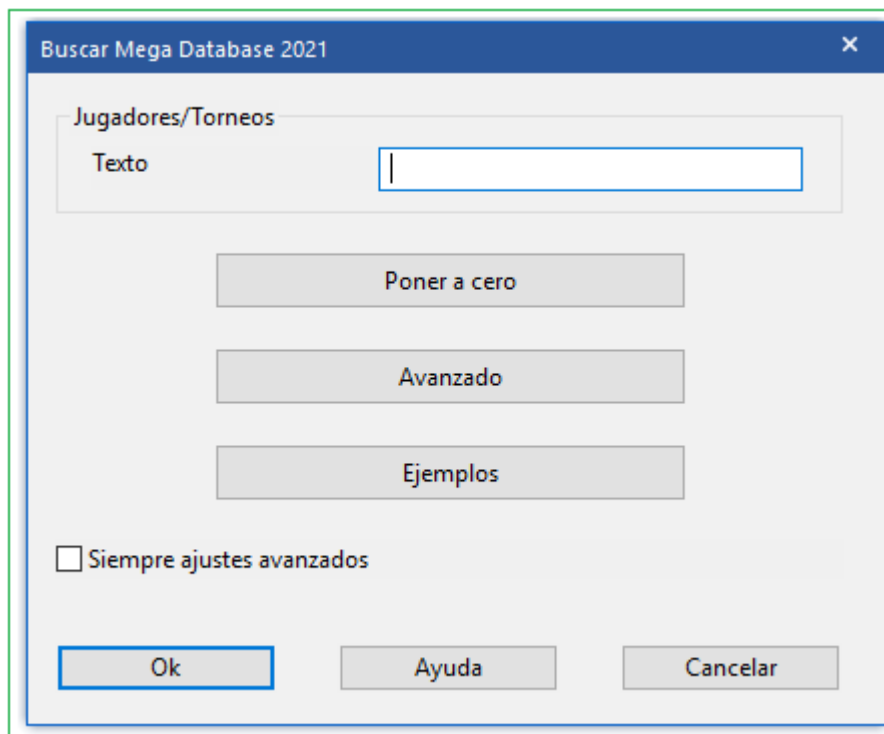 Buscar Mega Database 2021
Jugadores/Torneos
Texto
Poner a cero
Avanzado
Ejemplos
Siempre ajustes avanzados
Ok
Ayuda
Cancelar